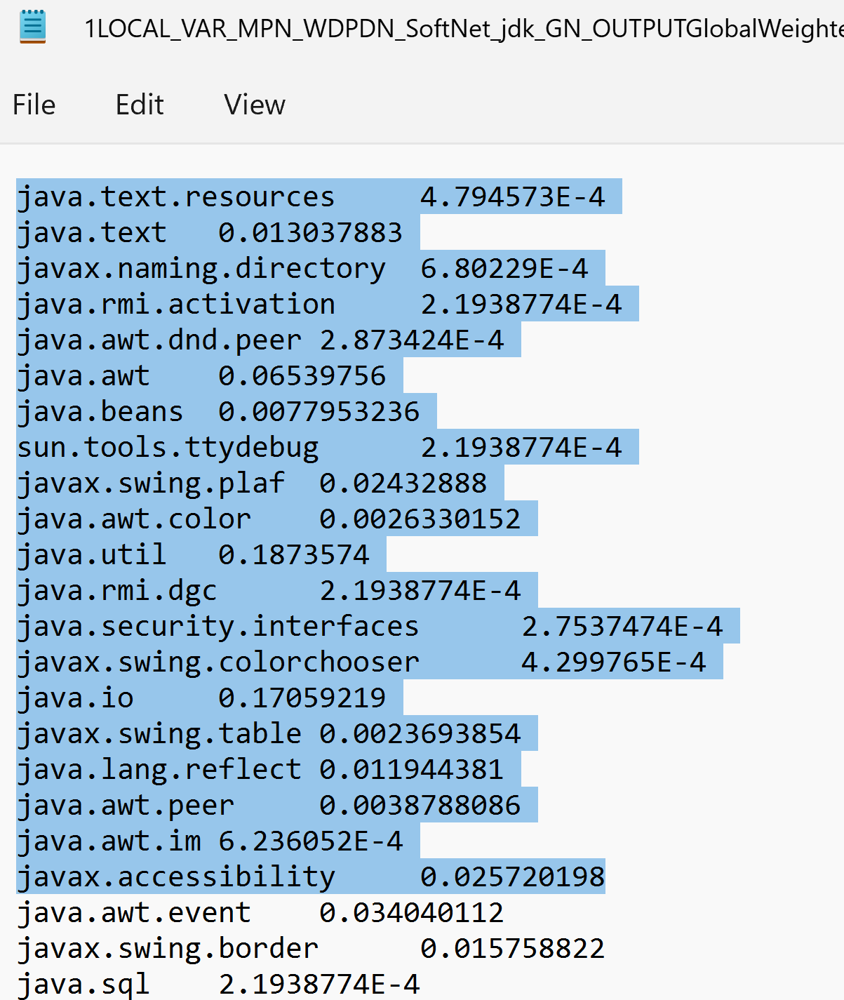 1LOCAL_VAR_MPN_WDPDN_SoftNet_jdk_GN_OUTPUTGlobalWeighte
File Edit View
java.text.resources 4.794573E-4
java.text 0.013037883
javax.naming.directory 6.80229E-4
java.rmi.activation 2.1938774E-4
java.awt.dnd.peer 2.873424E-4
java.awt 0.06539756
java.beans 0.0077953236
sun.tools.ttydebug 2.1938774E-4
javax.swing.plaf 0.02432888
java.awt.color 0.0026330152
java.util 0.1873574
java.rmi.dgc 2.1938774E-4
java.security.interfaces 2.7537474E-4
javax.swing.colorchooser 4.299765E-4
java.io 0.17059219
javax.swing.table 0.0023693854
java.lang.reflect 0.011944381
java.awt.peer 0.0038788086
java.awt.im 6.236052E-4
javax.accessibility 0.025720198
java.awt.event 0.034040112
javax.swing.border 0.015758822
java.sql 2.1938774E-4